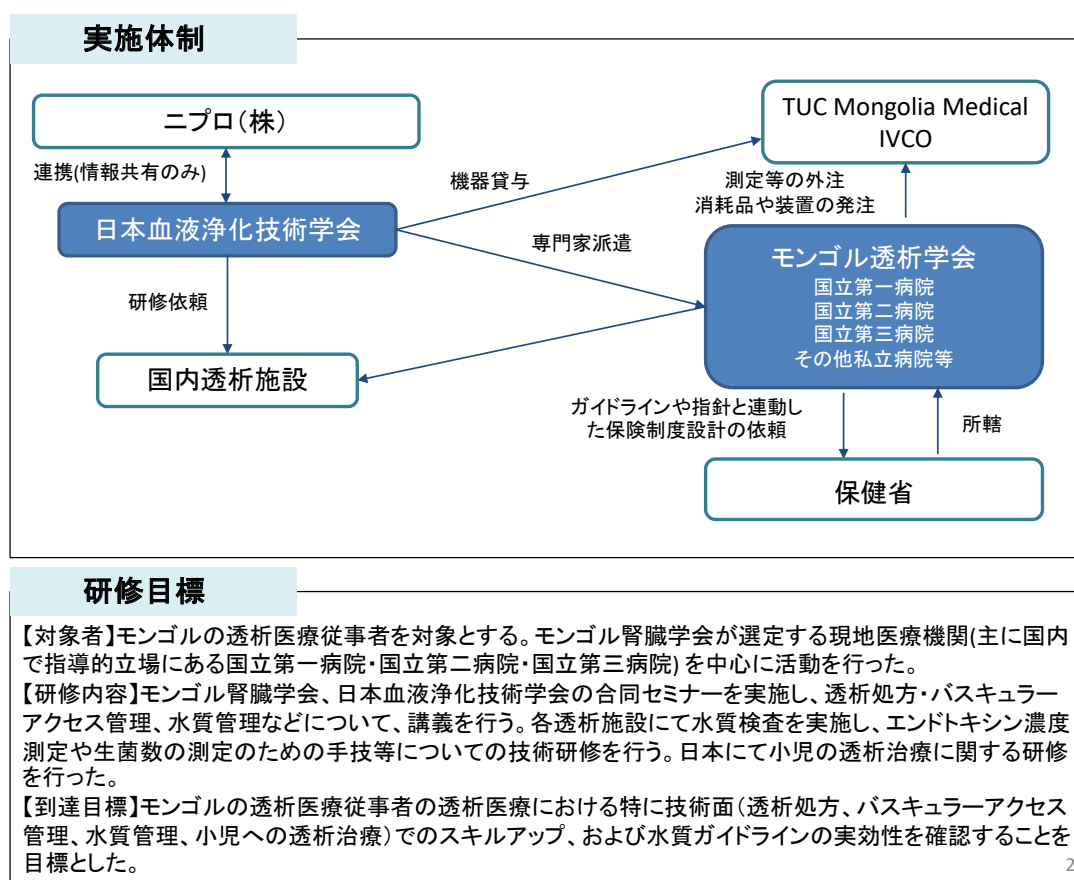 実施体制
ニプロ(株)
連携(情報共有のみ)
日本血液浄化技術学会
研修依頼
国内透析施設
機器貸与
専門家派遣
TUC Mongolia Medical
IVCO
測定等の外注
消耗品や装置の発注
モンゴル透析学会
国立第一病院
国立第二病院
国立第三病院
その他私立病院等
ガイドラインや指針と連動し
た保険制度設計の依頼
所轄
保健省
研修目標
【対象者】モンゴルの透析医療従事者を対象とする。モンゴル腎臓学会が選定する現地医療機関(主に国内
で指導的立場にある国立第一病院・国立第二病院・国立第三病院) を中心に活動を行った。
【研修内容】モンゴル腎臓学会、日本血液浄化技術学会の合同セミナーを実施し、透析処方・バスキュラー
アクセス管理、水質管理などについて、講義を行う。各透析施設にて水質検査を実施し、エンドトキシン濃度
測定や生菌数の測定のための手技等についての技術研修を行う。日本にて小児の透析治療に関する研修
を行った。
【到達目標】モンゴルの透析医療従事者の透析医療における特に技術面(透析処方、バスキュラーアクセス
管理、水質管理、小児への透析治療)でのスキルアップ、および水質ガイドラインの実効性を確認することを
目標とした。
2